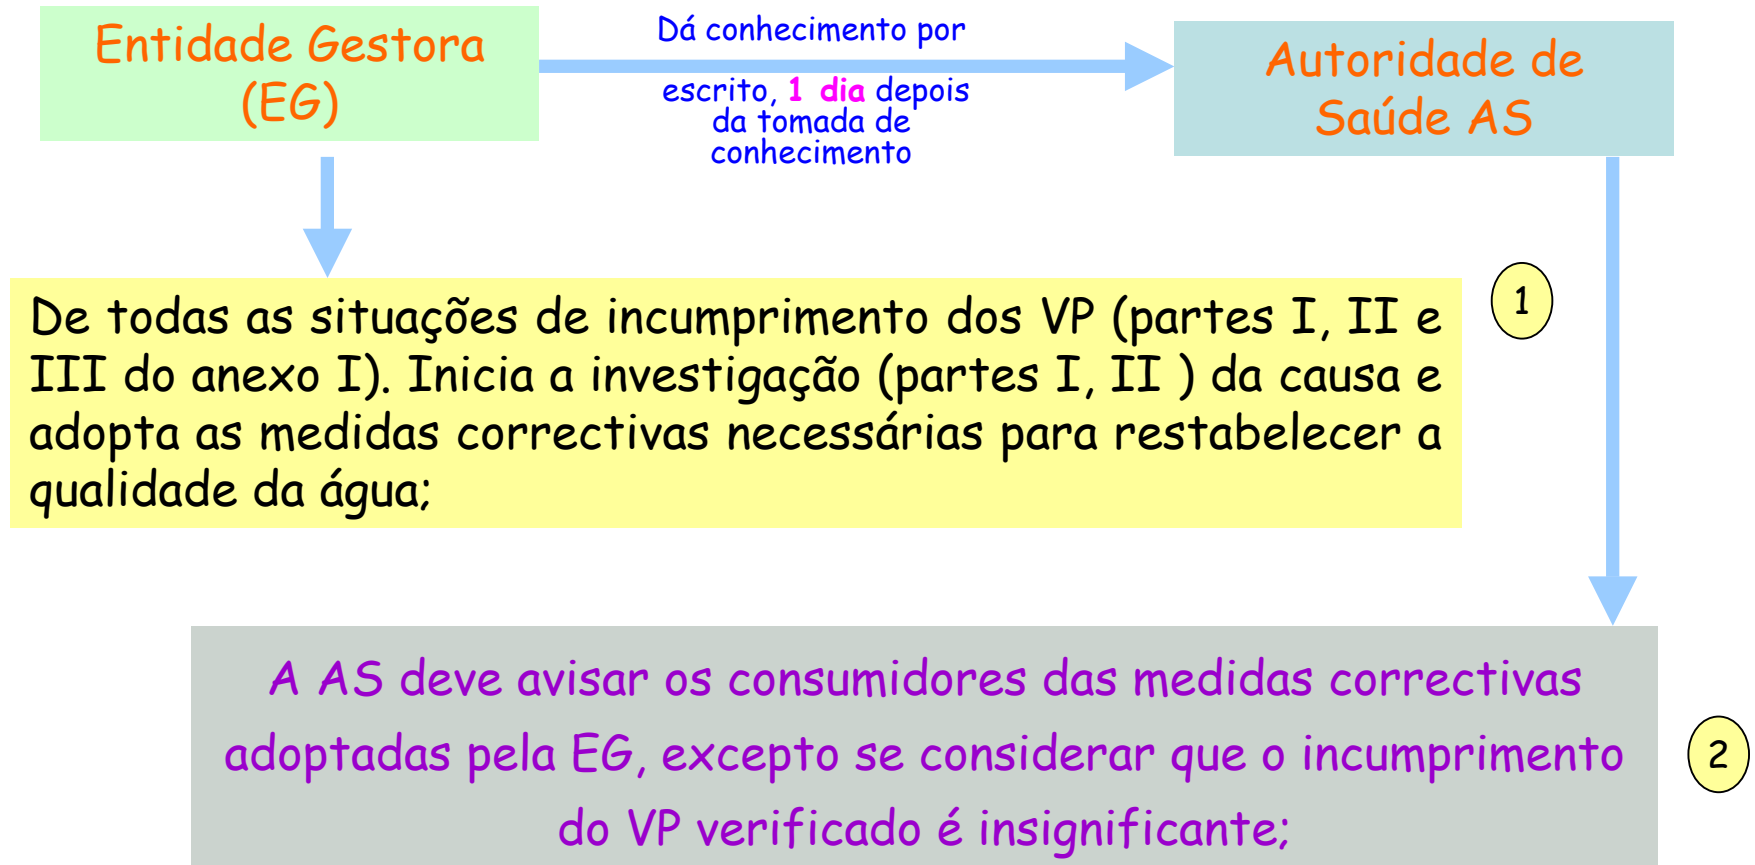 Entidade Gestora
(EG)
Dá conhecimento por
escrito, 1 dia depois
da tomada de
conhecimento
Autoridade de
Saúde AS
De todas as situações de incumprimento dos VP (partes I, II e
III do anexo I). Inicia a investigação (partes I, II ) da causa e
adopta as medidas correctivas necessárias para restabelecer a
qualidade da água;
1
A AS deve avisar os consumidores das medidas correctivas
adoptadas pela EG, excepto se considerar que o incumprimento
do VP verificado é insignificante;
2